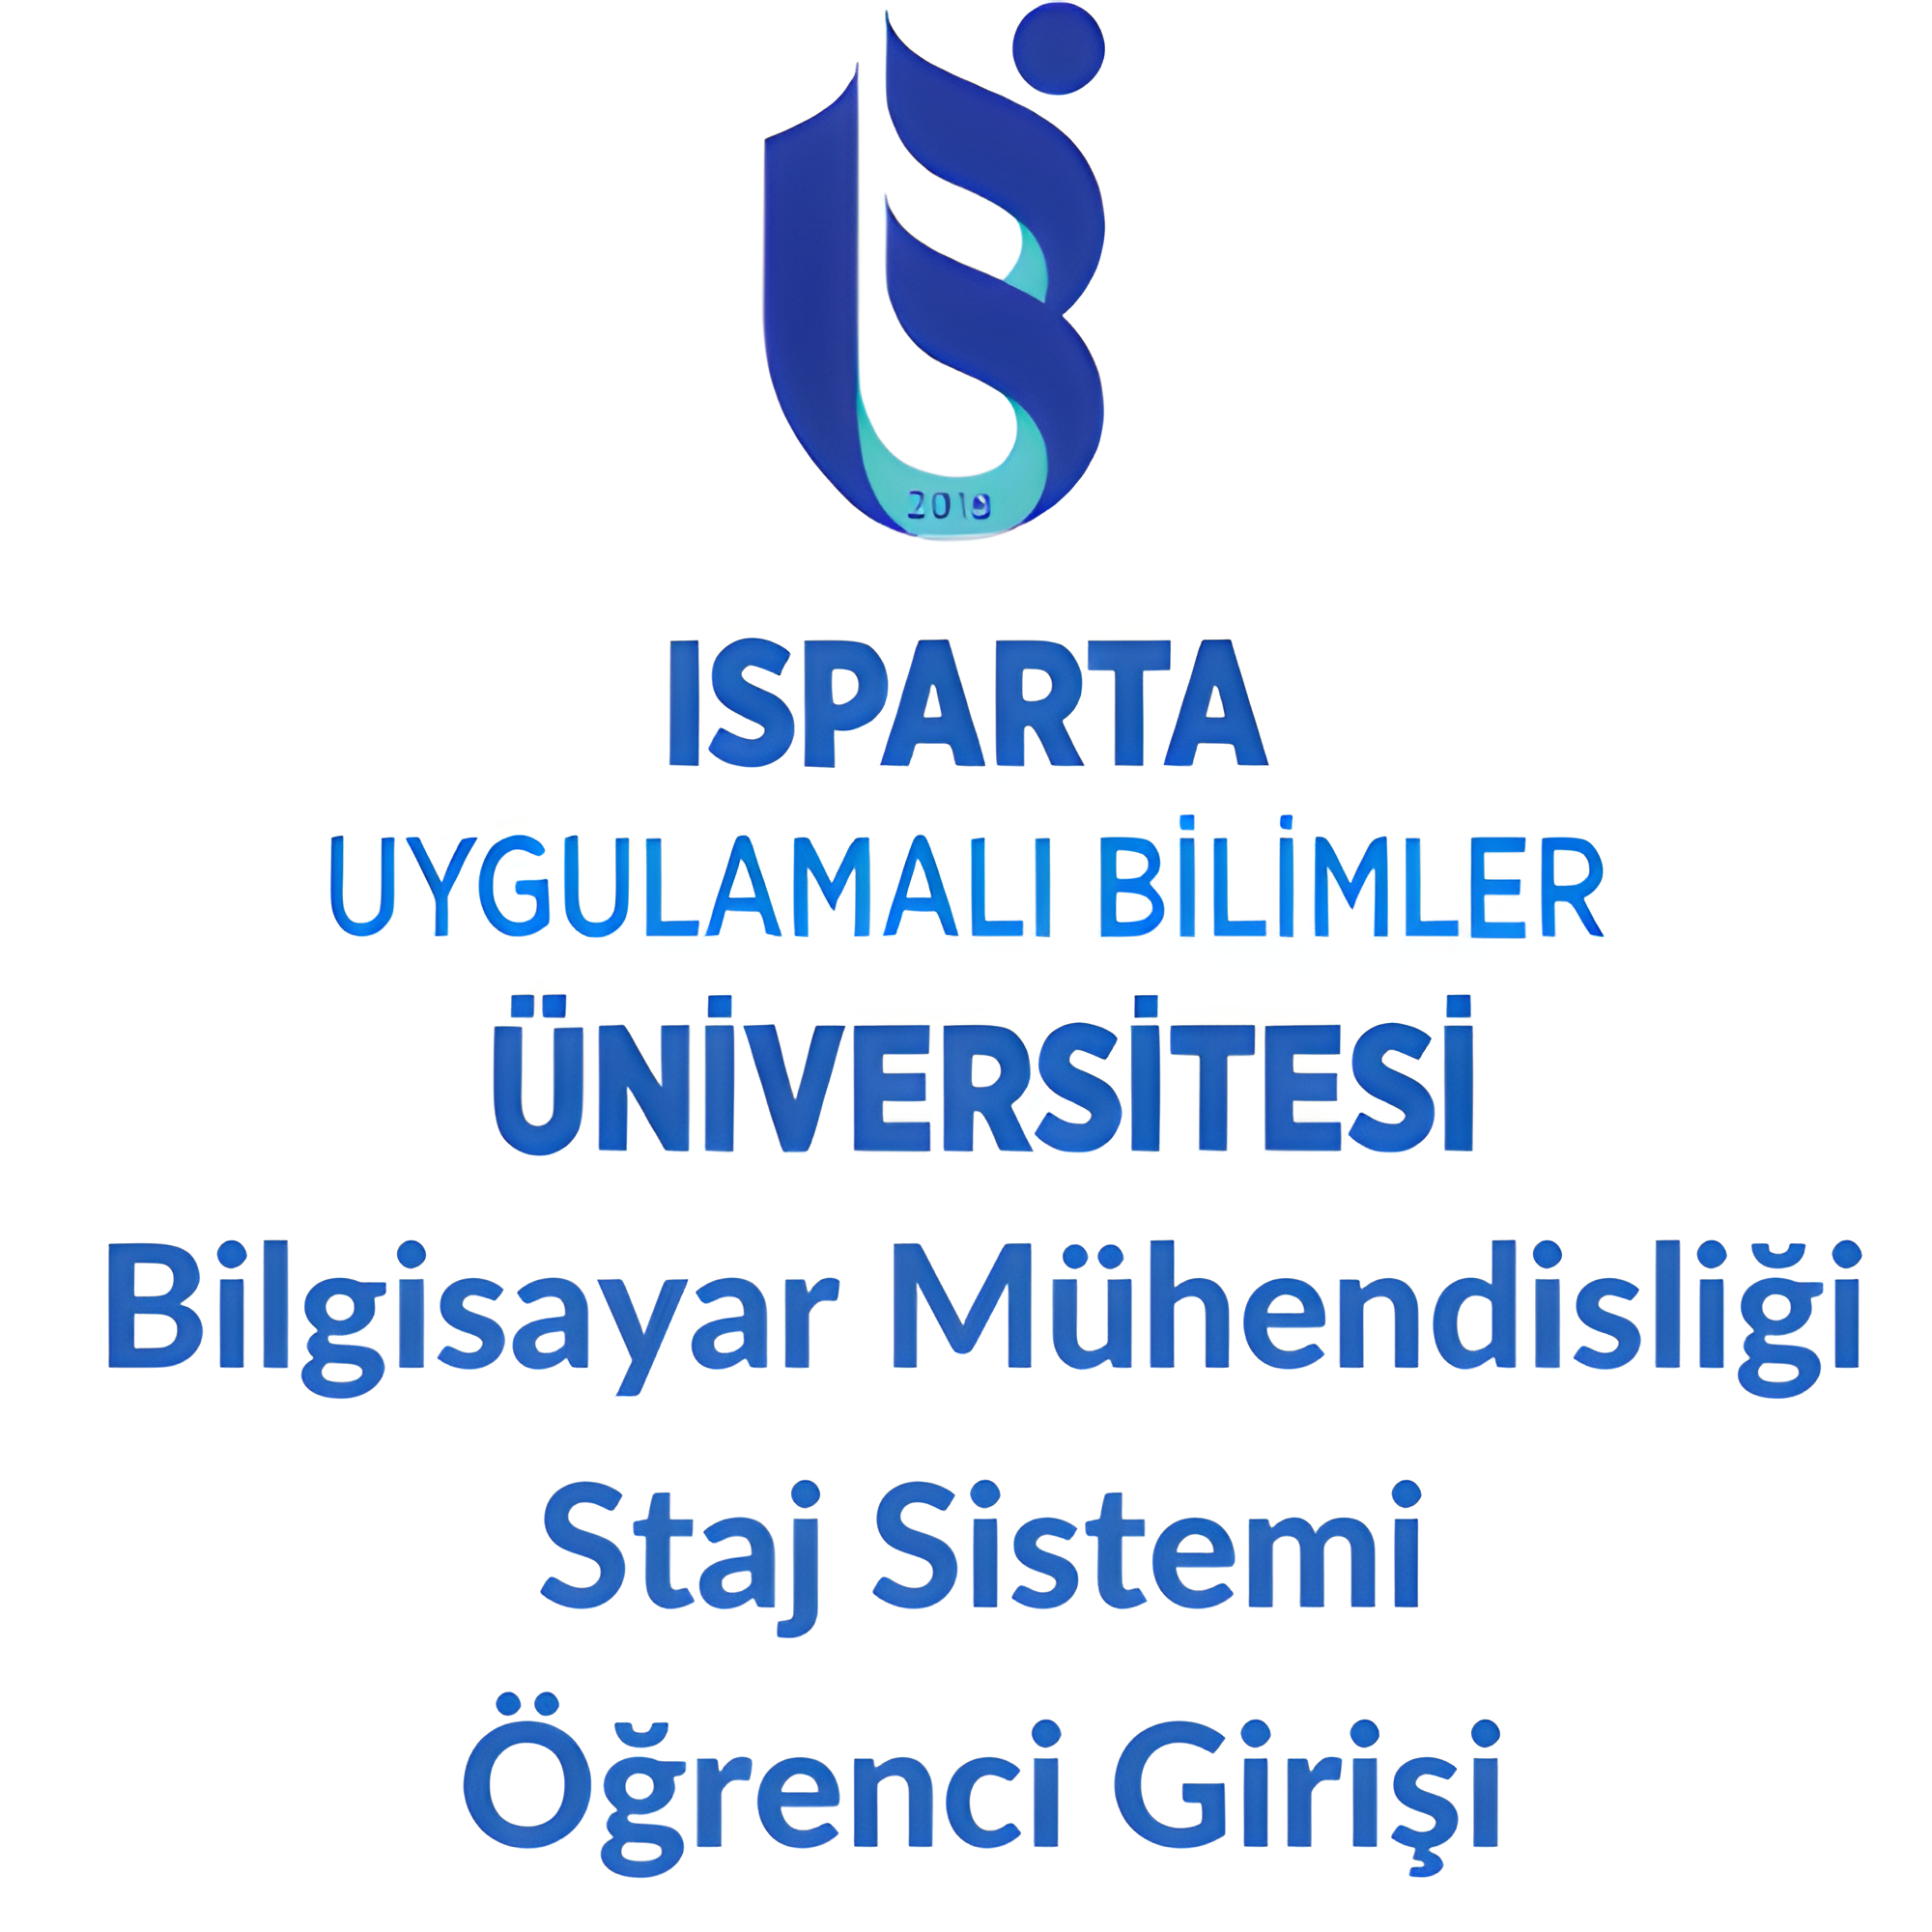 2019
ISPARTA
UYGULAMALI BİLİMLER
ÜNİVERSİTESİ
Bilgisayar Mühendisliği
Staj Sistemi
Öğrenci Girişi